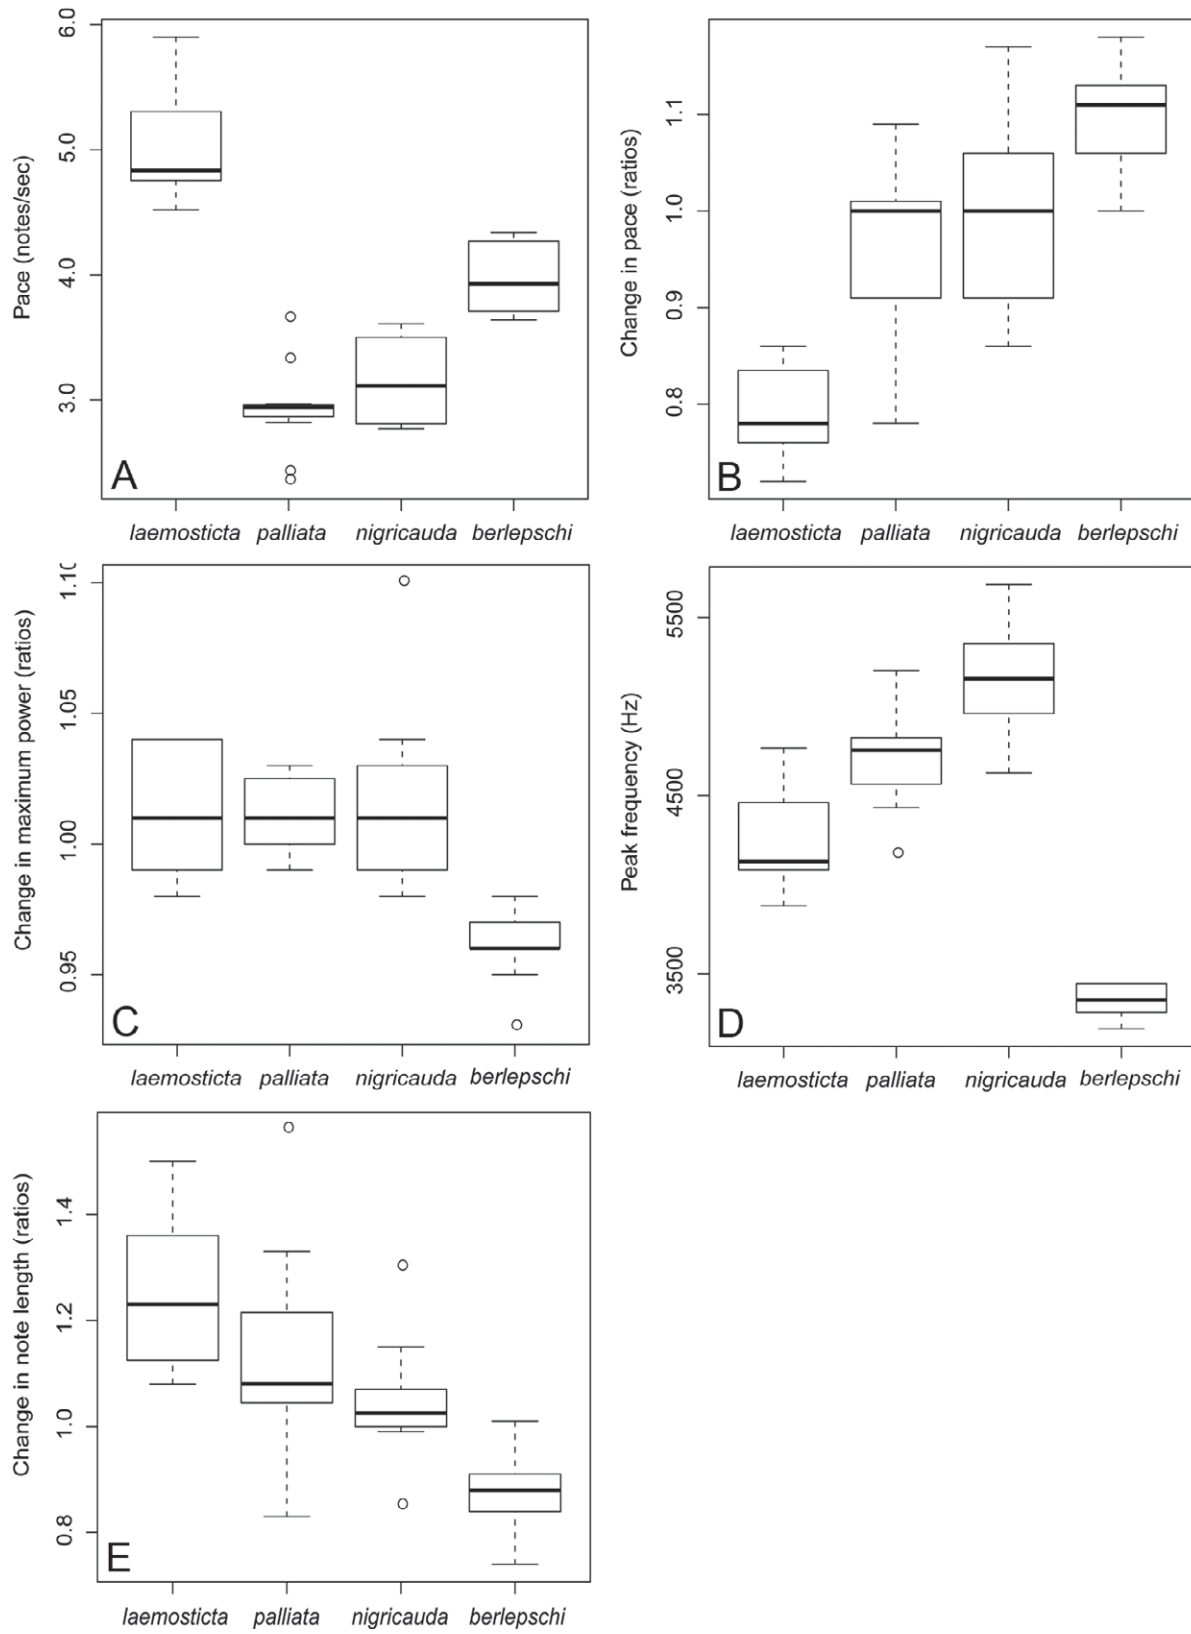 Pace (notes/sec)
6.0
5.0
4.0
3.0
A
laemosticta palliata nigricauda berlepschi
Change in pace (ratios)
1.1
1.0
0.9
0.8
B
laemosticta palliata nigricauda berlepschi
Change in maximum power (ratios)
1.10
1.05
1.00
0.95
C
laemosticta palliata nigricauda berlepschi
Peak frequency (Hz)
5500
4500
3500
D
laemosticta palliata nigricauda berlepschi
Change in note length (ratios)
1.4
1.2
1.0
0.8
E
laemosticta palliata nigricauda berlepschi